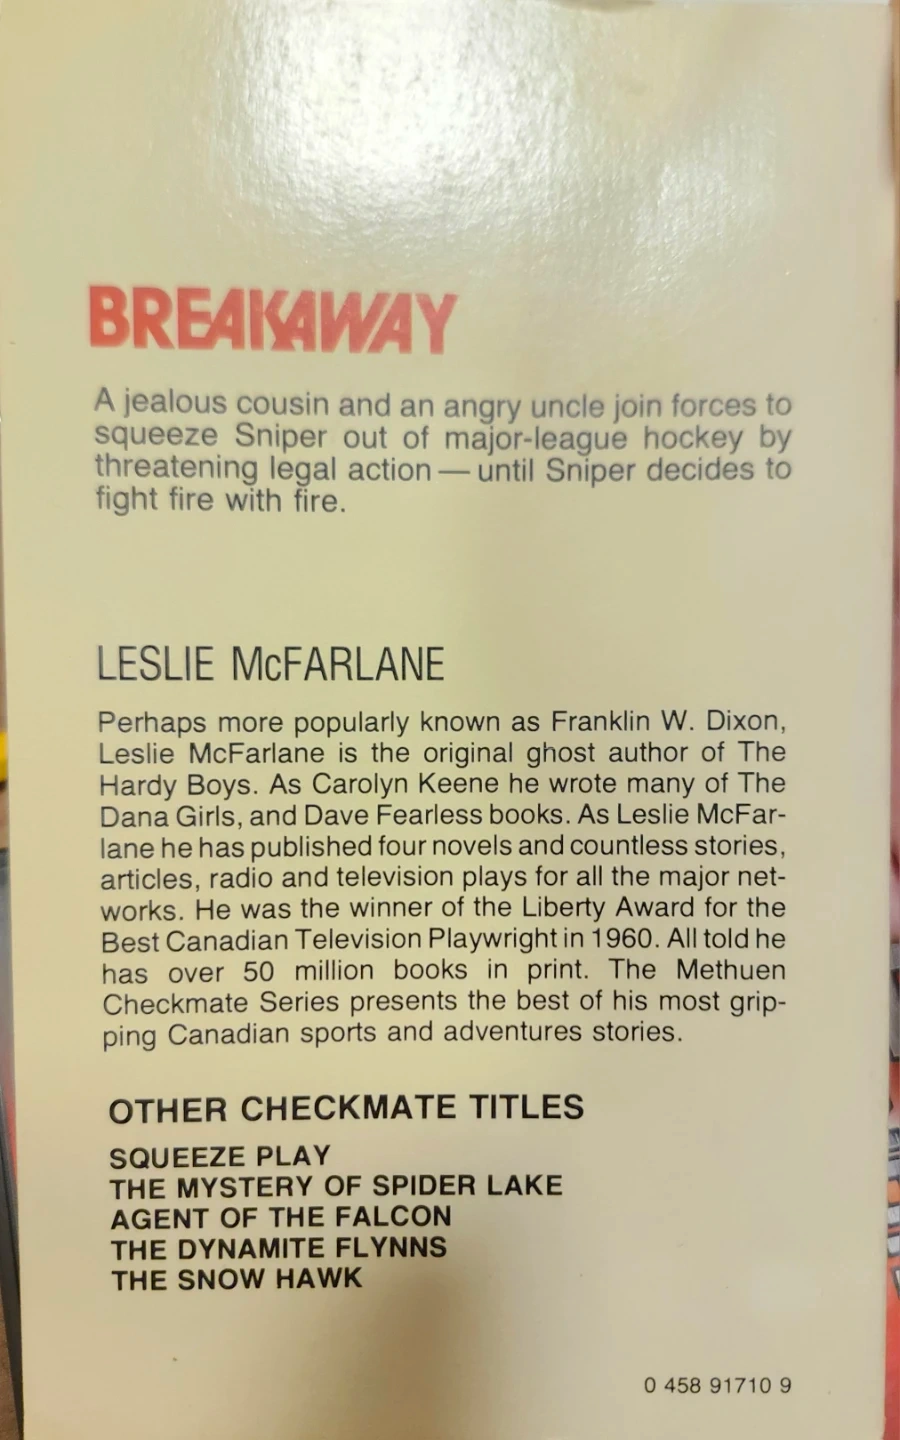 BREAKAWAY
A jealous cousin and an angry uncle join forces to
squeeze Sniper out of major-league hockey by
threatening legal action — until Sniper decides to
fight fire with fire.
LESLIE McFARLANE
Perhaps more popularly known as Franklin W. Dixon,
Leslie McFarlane is the original ghost author of The
Hardy Boys. As Carolyn Keene he wrote many of The
Dana Girls, and Dave Fearless books. As Leslie McFar-
lane he has published four novels and countless stories,
articles, radio and television plays for all the major net-
works. He was the winner of the Liberty Award for the
Best Canadian Television Playwright in 1960. All told he
has over 50 million books in print. The Methuen
Checkmate Series presents the best of his most grip-
ping Canadian sports and adventures stories.
OTHER CHECKMATE TITLES
SQUEEZE PLAY
THE MYSTERY OF SPIDER LAKE
AGENT OF THE FALCON
THE DYNAMITE FLYNNS
THE SNOW HAWK
0 458 91710 9